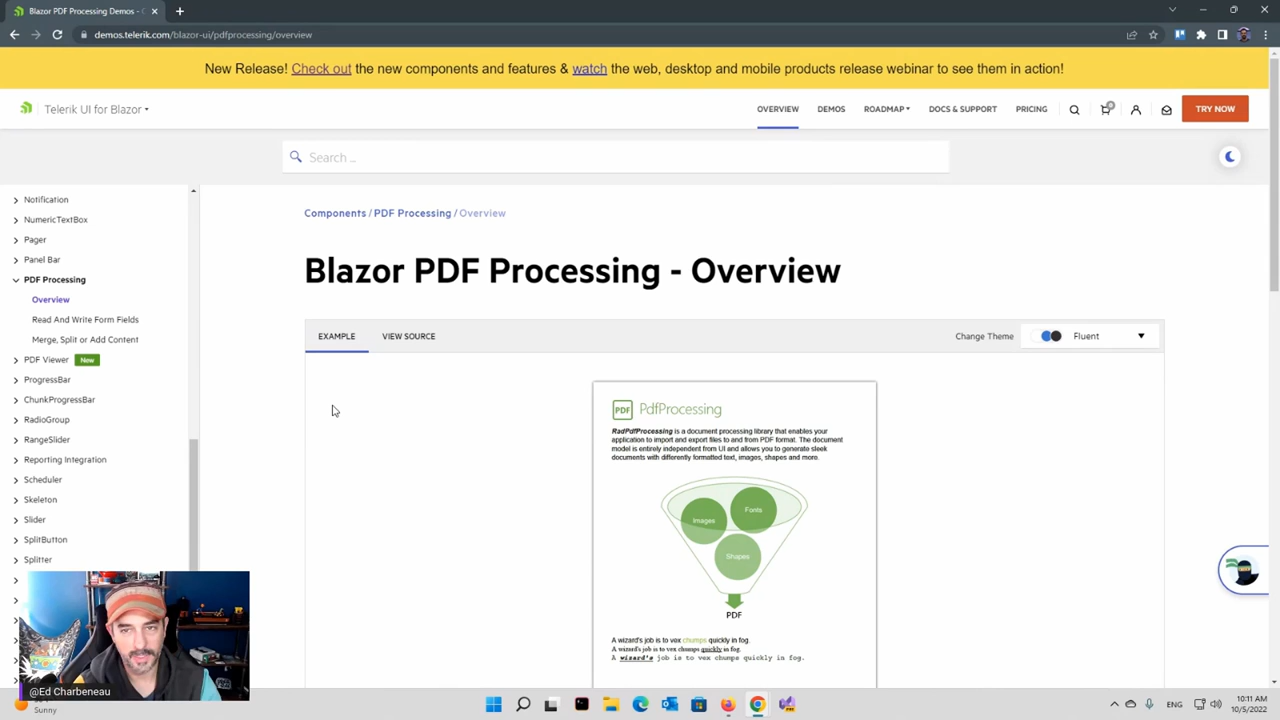 Blazor PDF Processing Demos - O
demos.telerik.com/blazor-ui/pdfprocessing/overview
New Release! Check out the new components and features & watch the web, desktop and mobile products release webinar to see them in action!
Telerik UI for Blazor
OVERVIEW
DEMOS
ROADMAP
DOCS & SUPPORT
PRICING
0
TRY NOW
Search ...
Notification
NumericTextBox
Pager
Panel Bar
PDF Processing
Overview
Read And Write Form Fields
Merge, Split or Add Content
PDF Viewer New
ProgressBar
ChunkProgressBar
RadioGroup
RangeSlider
Reporting Integration
Scheduler
Skeleton
Slider
SplitButton
Splitter
Components / PDF Processing / Overview
Blazor PDF Processing - Overview
EXAMPLE
VIEW SOURCE
Change Theme
Fluent
PDF PdfProcessing
RadPdfProcessing is a document processing library that enables your
application to import and export files to and from PDF format. The document
model is entirely independent from UI and allows you to generate sleek
documents with differently formatted text, images, shapes and more.
Images
Fonts
Shapes
PDF
A wizard's job is to vex chumps quickly in fog.
A wizard's job is to vex chumps quickly in fog.
A wizard's job is to vex chumps quickly in fog.
@Ed Charbeneau
Sunny
ENG
10:11 AM
10/5/2022